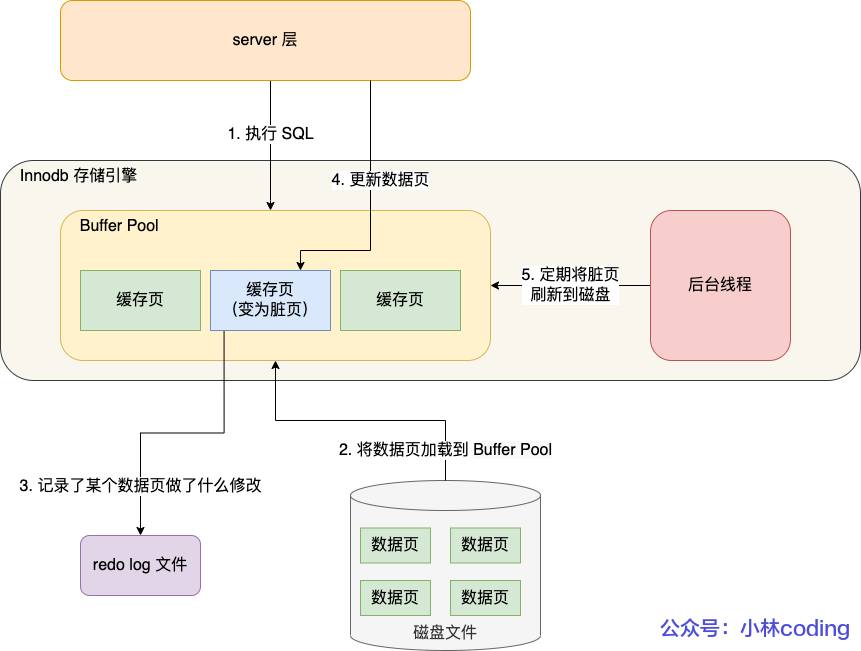 server 层
1. 执行 SQL
Innodb 存储引擎
4. 更新数据页
Buffer Pool
缓存页
缓存页
(变为脏页)
缓存页
5. 定期将脏页
刷新到磁盘
后台线程
2. 将数据页加载到 Buffer Pool
3. 记录了某个数据页做了什么修改
redo log 文件
数据页
数据页
数据页
数据页
磁盘文件
公众号：小林coding